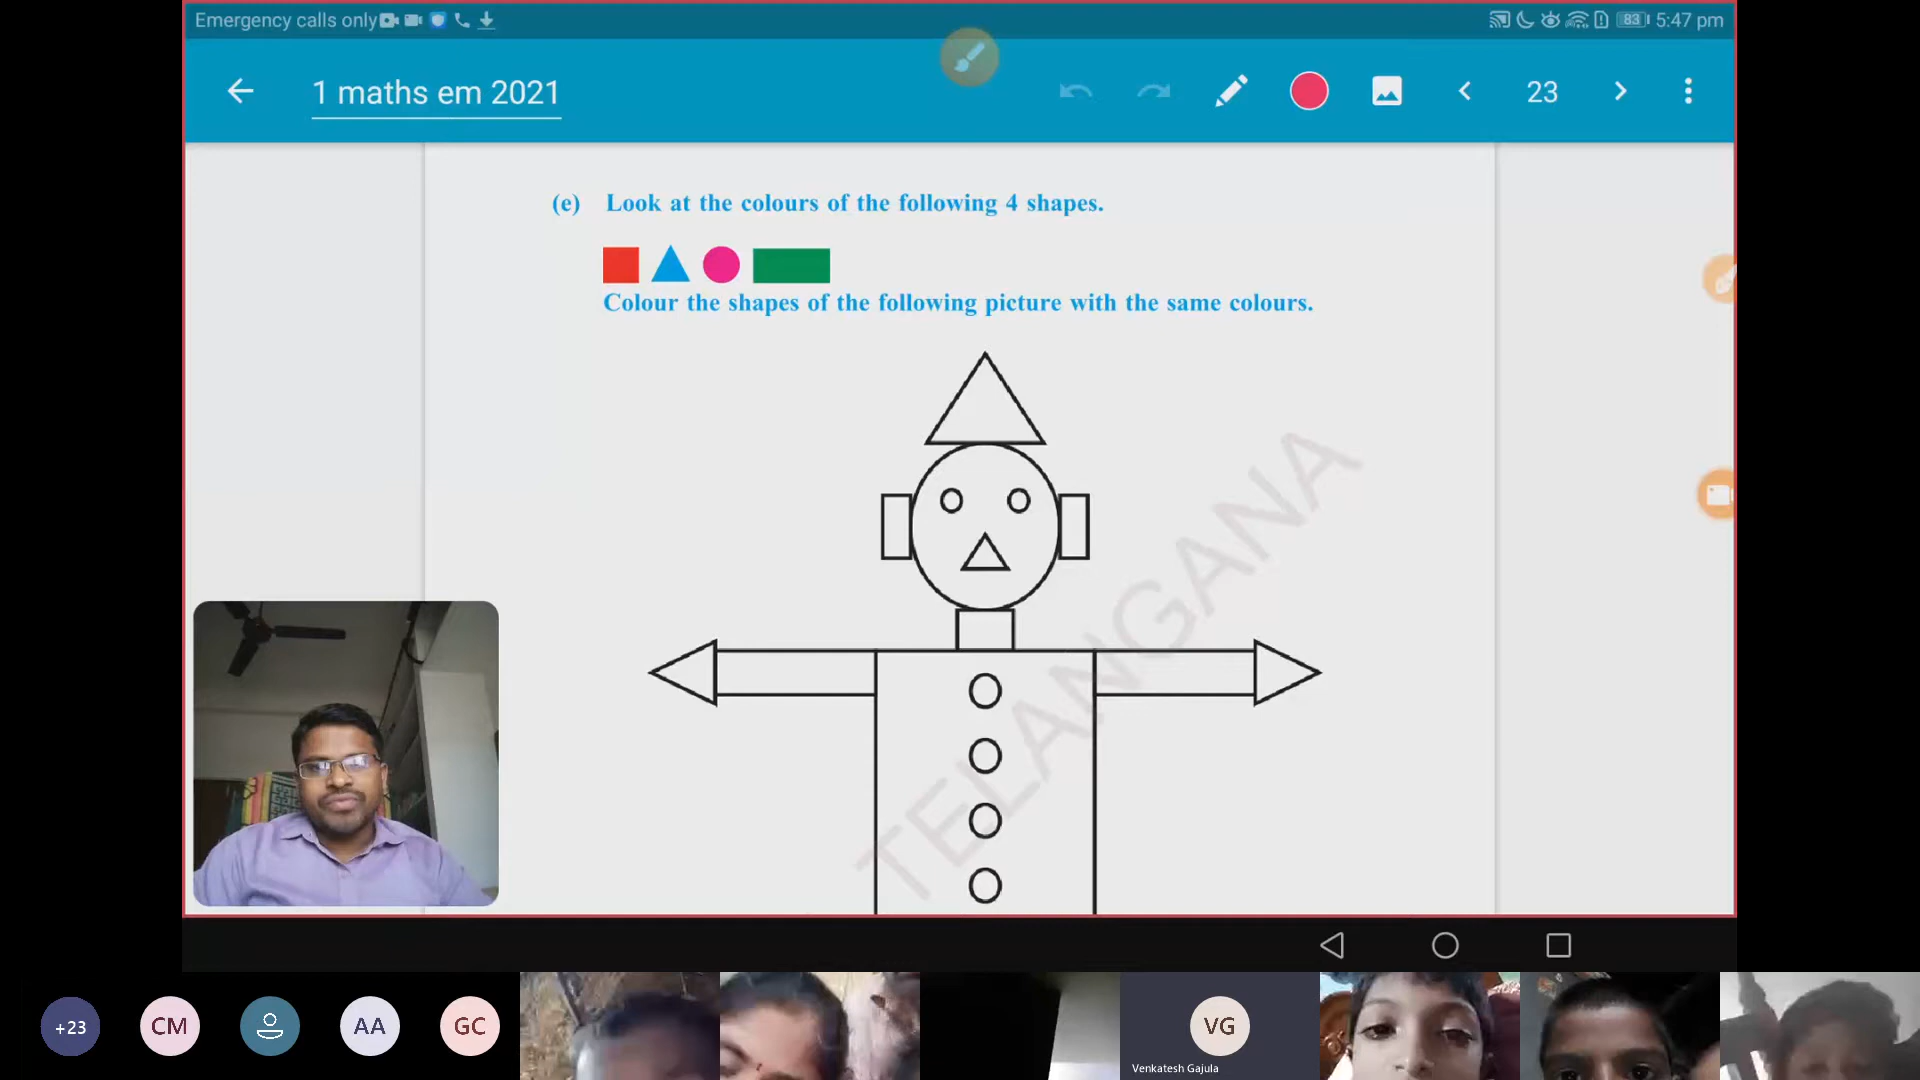 Emergency calls only
83 5:47 pm
1 maths em 2021
23
(e) Look at the colours of the following 4 shapes.
Colour the shapes of the following picture with the same colours.
TELANGANA
+23
CM
AA
GC
VG
Venkatesh Gajula